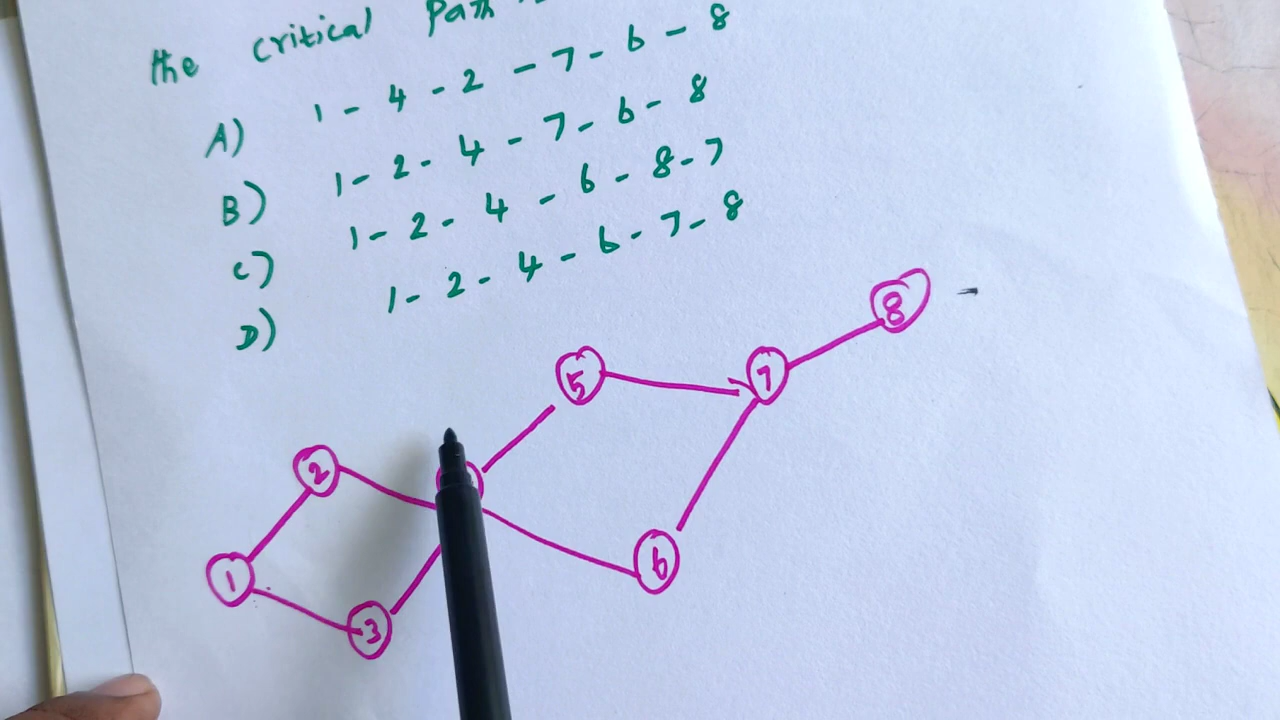 the critical path
A) 1 - 4 - 2 - 7 - 6 - 8
B) 1 - 2 - 4 - 7 - 6 - 8
C) 1 - 2 - 4 - 6 - 8 - 7
D) 1 - 2 - 4 - 6 - 7 - 8
8
5
7
2
1
6
3